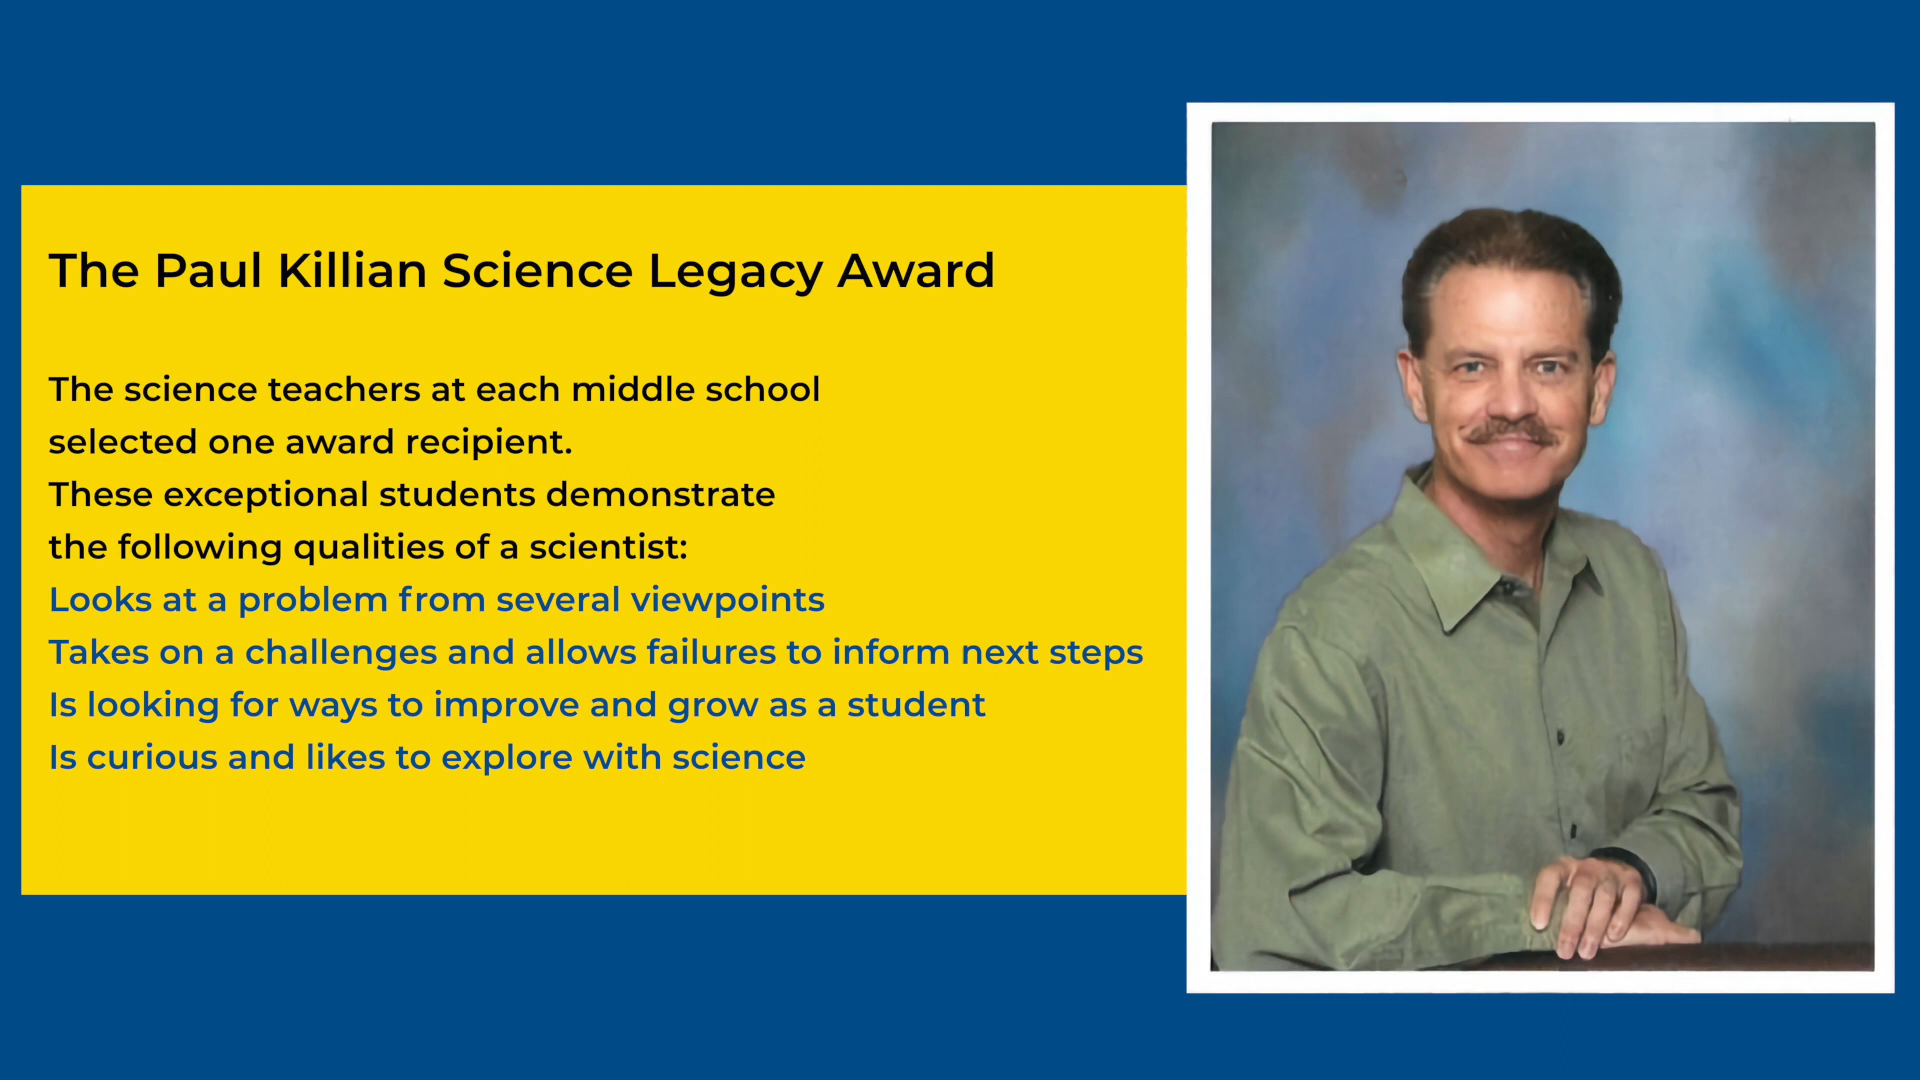 The Paul Killian Science Legacy Award
The science teachers at each middle school
selected one award recipient.
These exceptional students demonstrate
the following qualities of a scientist:
Looks at a problem from several viewpoints
Takes on a challenges and allows failures to inform next steps
Is looking for ways to improve and grow as a student
Is curious and likes to explore with science